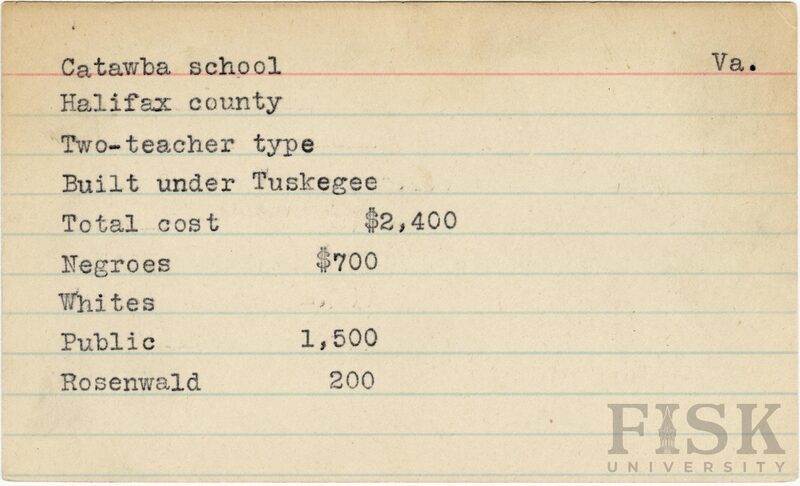 Catawba school Va.
Halifax county
Two-teacher type
Built under Tuskegee
Total cost $2,400
Negroes $700
Whites
Public 1,500
Rosenwald 200
FISK
UNIVERSITY